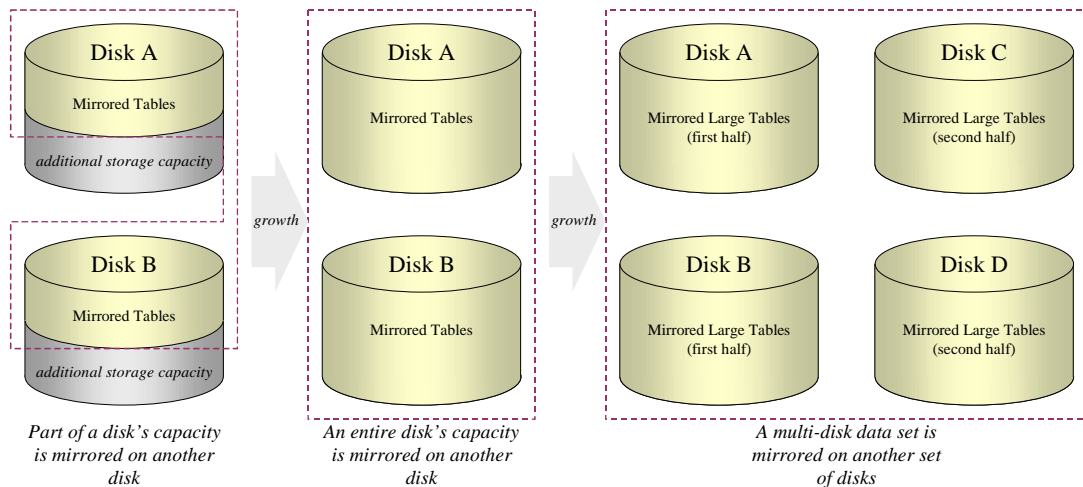 Disk A
Mirrored Tables
additional storage capacity
Disk B
Mirrored Tables
additional storage capacity
Part of a disk's capacity
is mirrored on another
disk
growth
Disk A
Mirrored Tables
Disk B
Mirrored Tables
An entire disk's capacity
is mirrored on another
disk
growth
Disk A
Mirrored Large Tables
(first half)
Disk C
Mirrored Large Tables
(second half)
Disk B
Mirrored Large Tables
(first half)
Disk D
Mirrored Large Tables
(second half)
A multi-disk data set is
mirrored on another set
of disks